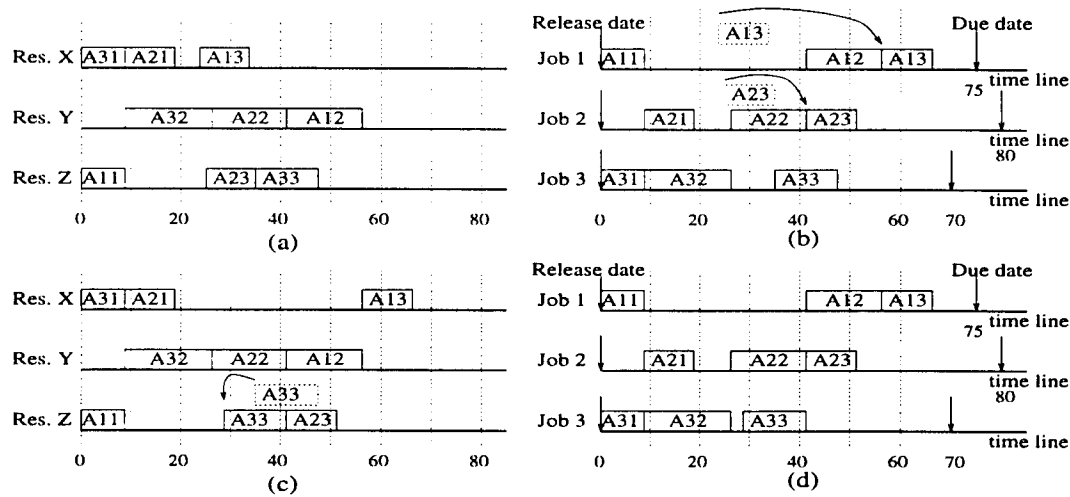 Res. X A31 A21 A13
Res. Y A32 A22 A12
Res. Z A11 A23 A33
0 20 40 60 80
(a)
Release date Due date
A13
Job 1 A11 A12 A13
time line
75
A23
Job 2 A21 A22 A23
time line
80
Job 3 A31 A32 A33
time line
0 20 40 60 70
(b)
Res. X A31 A21 A13
Res. Y A32 A22 A12
A33
Res. Z A11 A33 A23
0 20 40 60 80
(c)
Release date Due date
Job 1 A11 A12 A13
time line
75
Job 2 A21 A22 A23
time line
80
Job 3 A31 A32 A33
time line
0 20 40 60 70
(d)